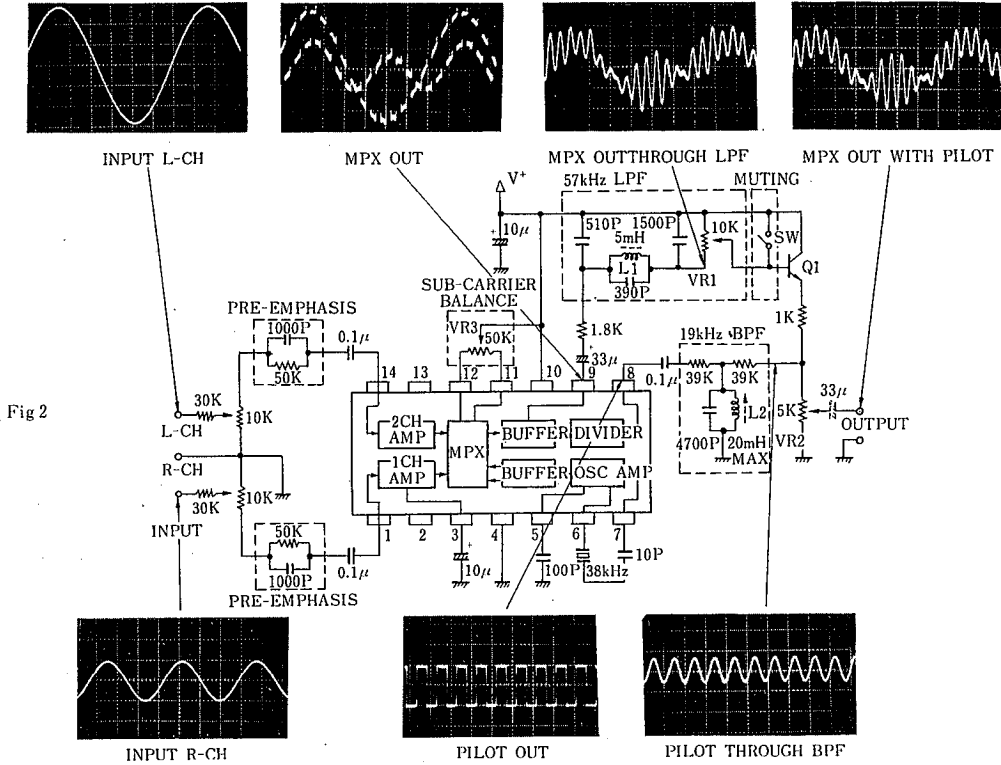 INPUT L-CH
MPX OUT
MPX OUTTHROUGH LPF
MPX OUT WITH PILOT
V+
10μ
57kHz LPF
MUTING
510P
1500P
5mH
L1
390P
10K
VR1
SW
Q1
1K
SUB-CARRIER
BALANCE
VR3
50K
1.8K
33μ
19kHz BPF
PRE-EMPHASIS
1000P
50K
0.1μ
14
13
12
11
10
9
8
0.1μ
39K
39K
4700P
L2
20mH
MAX
5K
VR2
33μ
OUTPUT
Fig 2
30K
L-CH
10K
R-CH
30K
INPUT
10K
2CH
AMP
1CH
AMP
MPX
BUFFER
DIVIDER
BUFFER
OSC AMP
1
2
3
4
5
6
7
50K
1000P
0.1μ
PRE-EMPHASIS
10μ
100P
38kHz
10P
INPUT R-CH
PILOT OUT
PILOT THROUGH BPF